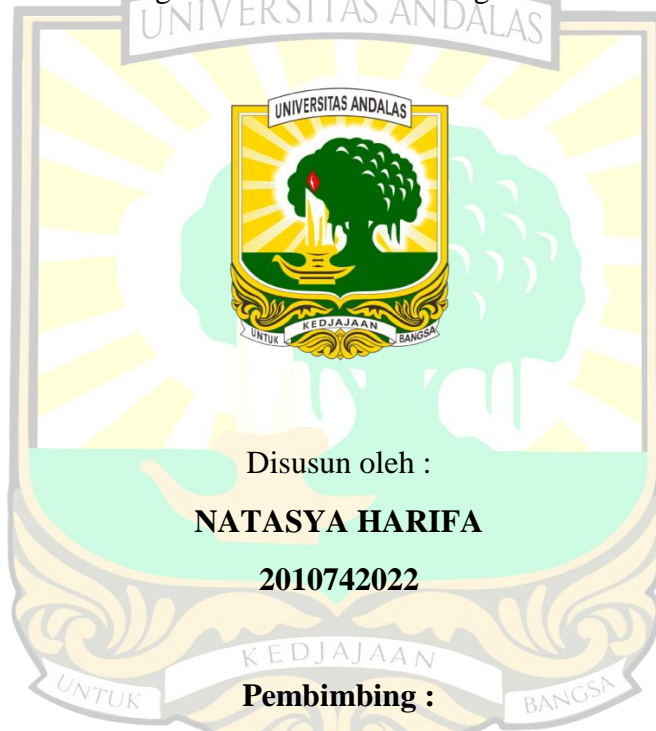 UNIVERSITAS ANDALAS
UNIVERSITAS ANDALAS
UNTUK KEDJAJAAN BANGSA
Disusun oleh :
NATASYA HARIFA
2010742022
UNTUK KEDJAJAAN BANGSA
Pembimbing :